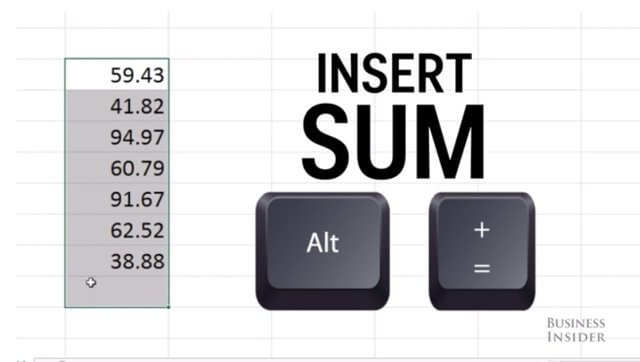 59.43
41.82
94.97
60.79
91.67
62.52
38.88
INSERT
SUM
Alt
+
=
BUSINESS
INSIDER